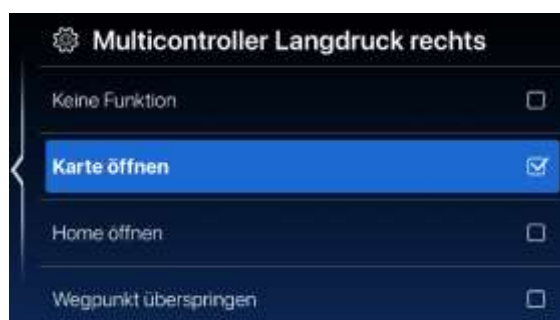 Multicontroller Langdruck rechts
Keine Funktion
Karte öffnen
Home öffnen
Wegpunkt überspringen